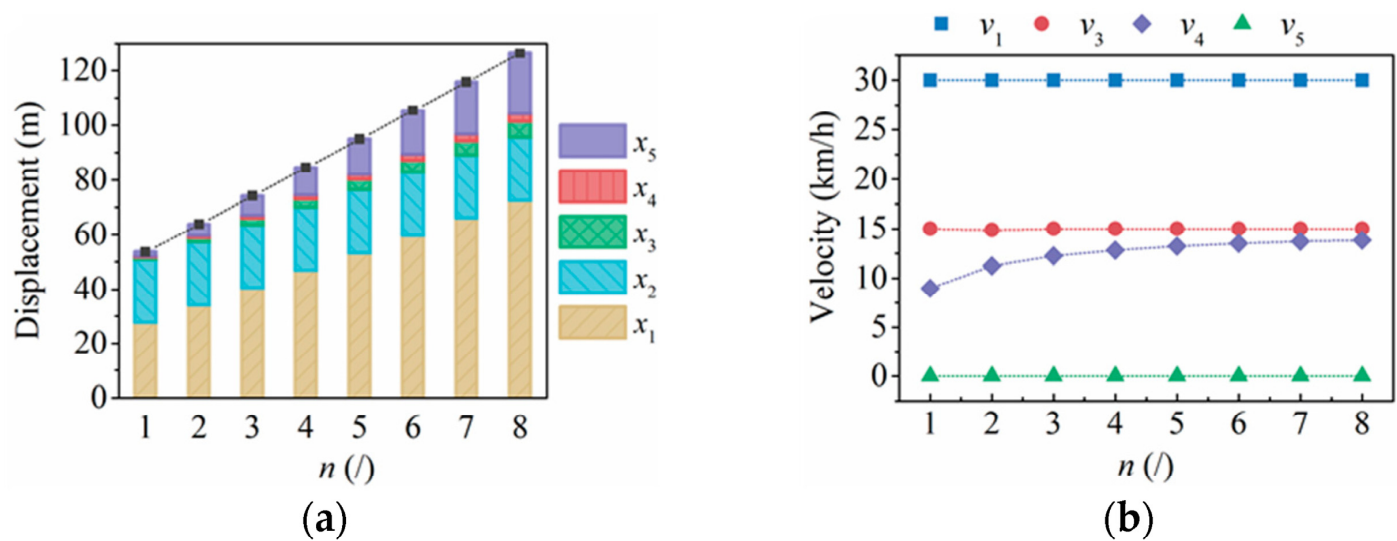 Displacement (m)
120
100
80
60
40
20
0
1 2 3 4 5 6 7 8
n (/)
x5
x4
x3
x2
x1
(a)
v1 v3 v4 v5
Velocity (km/h)
30
25
20
15
10
5
0
1 2 3 4 5 6 7 8
n (/)
(b)